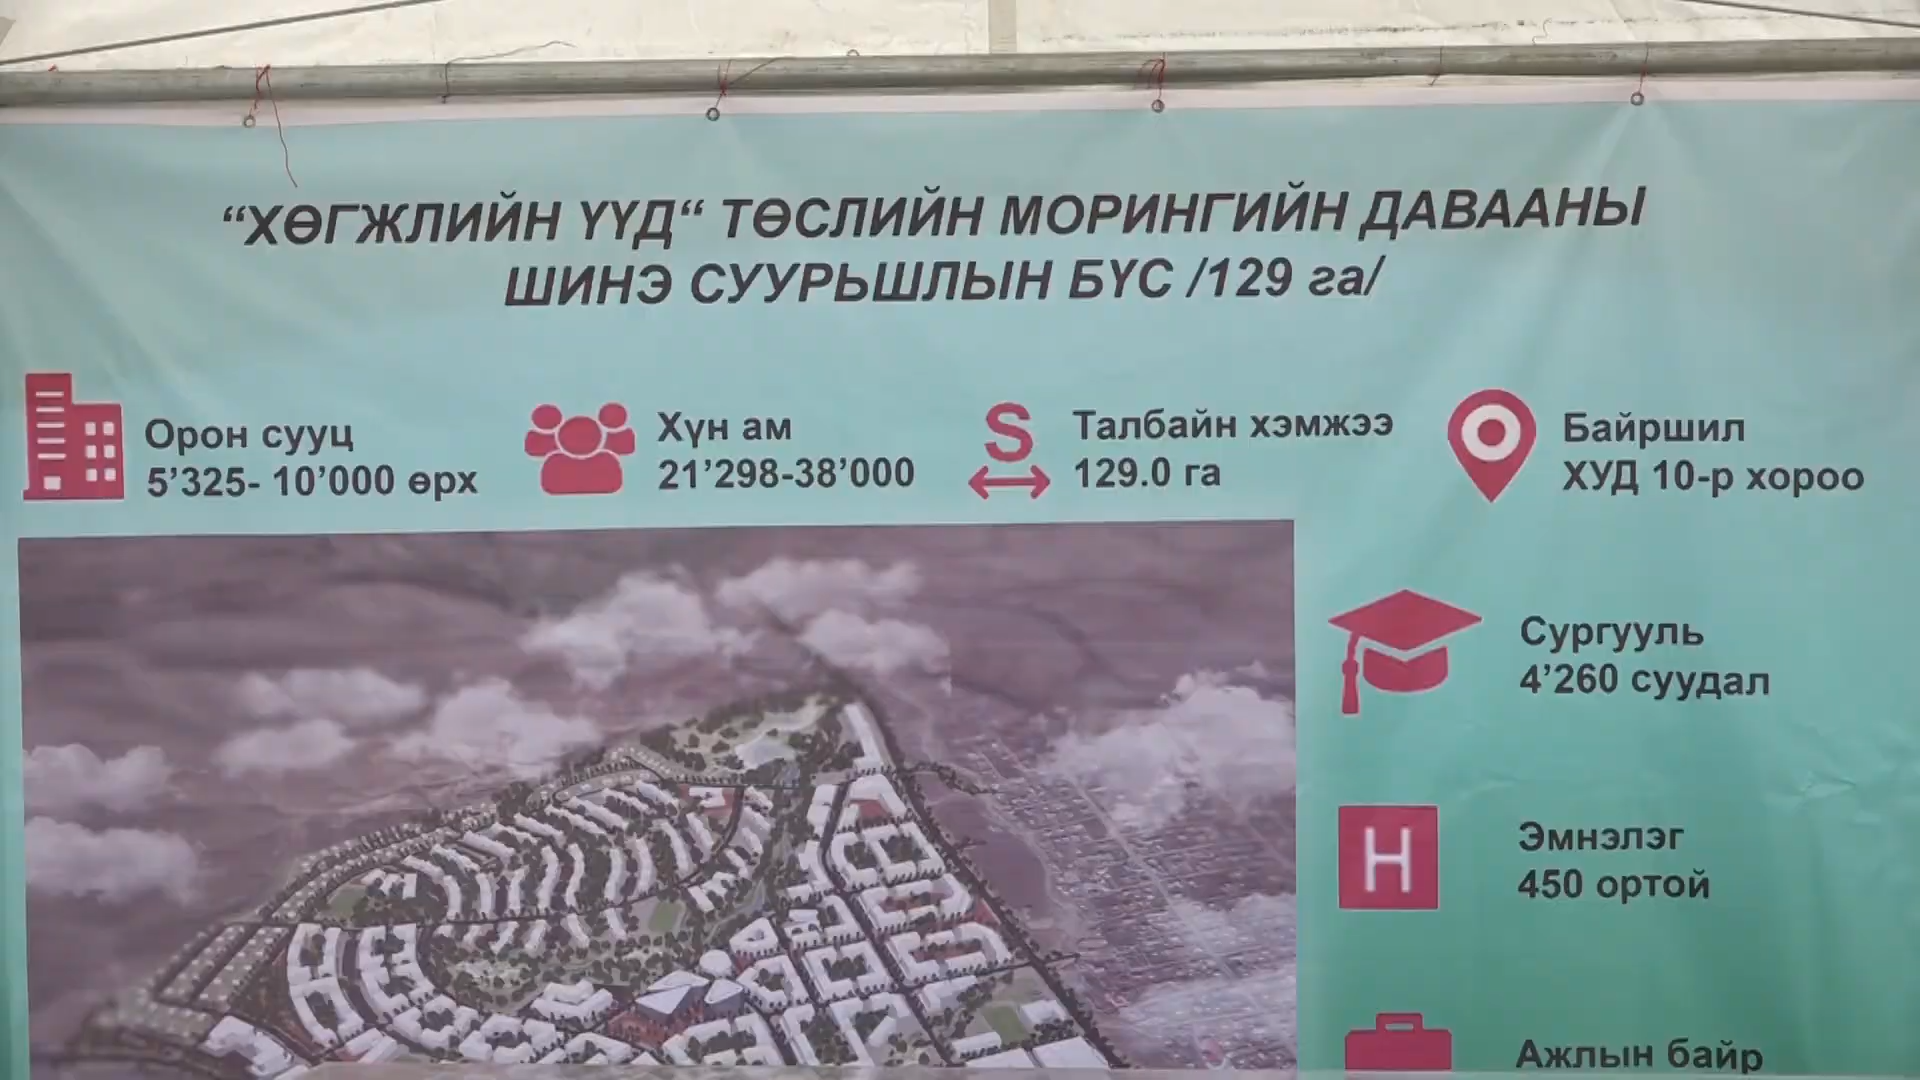 “ХӨГЖЛИЙН ҮҮД“ ТӨСЛИЙН МОРИНГИЙН ДАВААНЫ
ШИНЭ СУУРЬШЛЫН БҮС /129 га/
Орон сууц
5’325- 10’000 өрх
Хүн ам
21’298-38’000
S
Талбайн хэмжээ
129.0 га
Байршил
ХУД 10-р хороо
Сургууль
4’260 суудал
H
Эмнэлэг
450 ортой
Ажлын байр